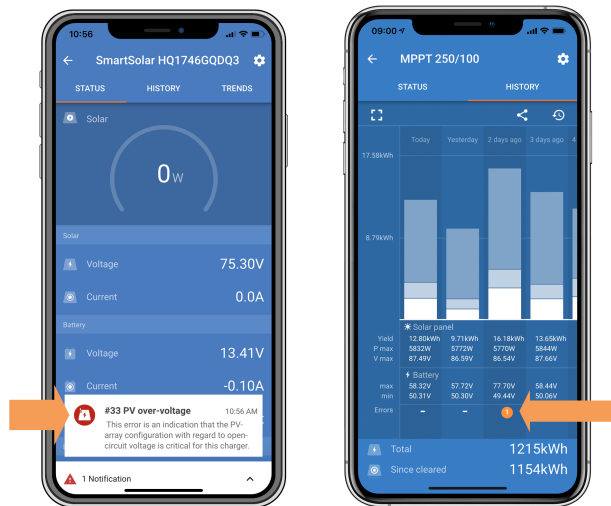 10:56
SmartSolar HQ1746GQDQ3
STATUS HISTORY TRENDS
Solar
0W
Solar
Voltage 75.30V
Current 0.0A
Battery
Voltage 13.41V
Current -0.10A
#33 PV over-voltage 10:56 AM
This error is an indication that the PV-
array configuration with regard to open-
circuit voltage is critical for this charger.
1 Notification
09:00
MPPT 250/100
STATUS HISTORY
Today Yesterday 2 days ago 3 days ago 4
17.58kWh
8.79kWh
Solar panel
Yield 12.80kWh 9.71kWh 16.18kWh 13.65kWh
P max 5832W 5772W 5770W 5844W
V max 87.49V 86.59V 86.54V 87.66V
Battery
max 58.32V 57.72V 77.70V 58.44V
min 50.31V 50.30V 49.44V 50.06V
Errors - - 1
Total 1215kWh
Since cleared 1154kWh